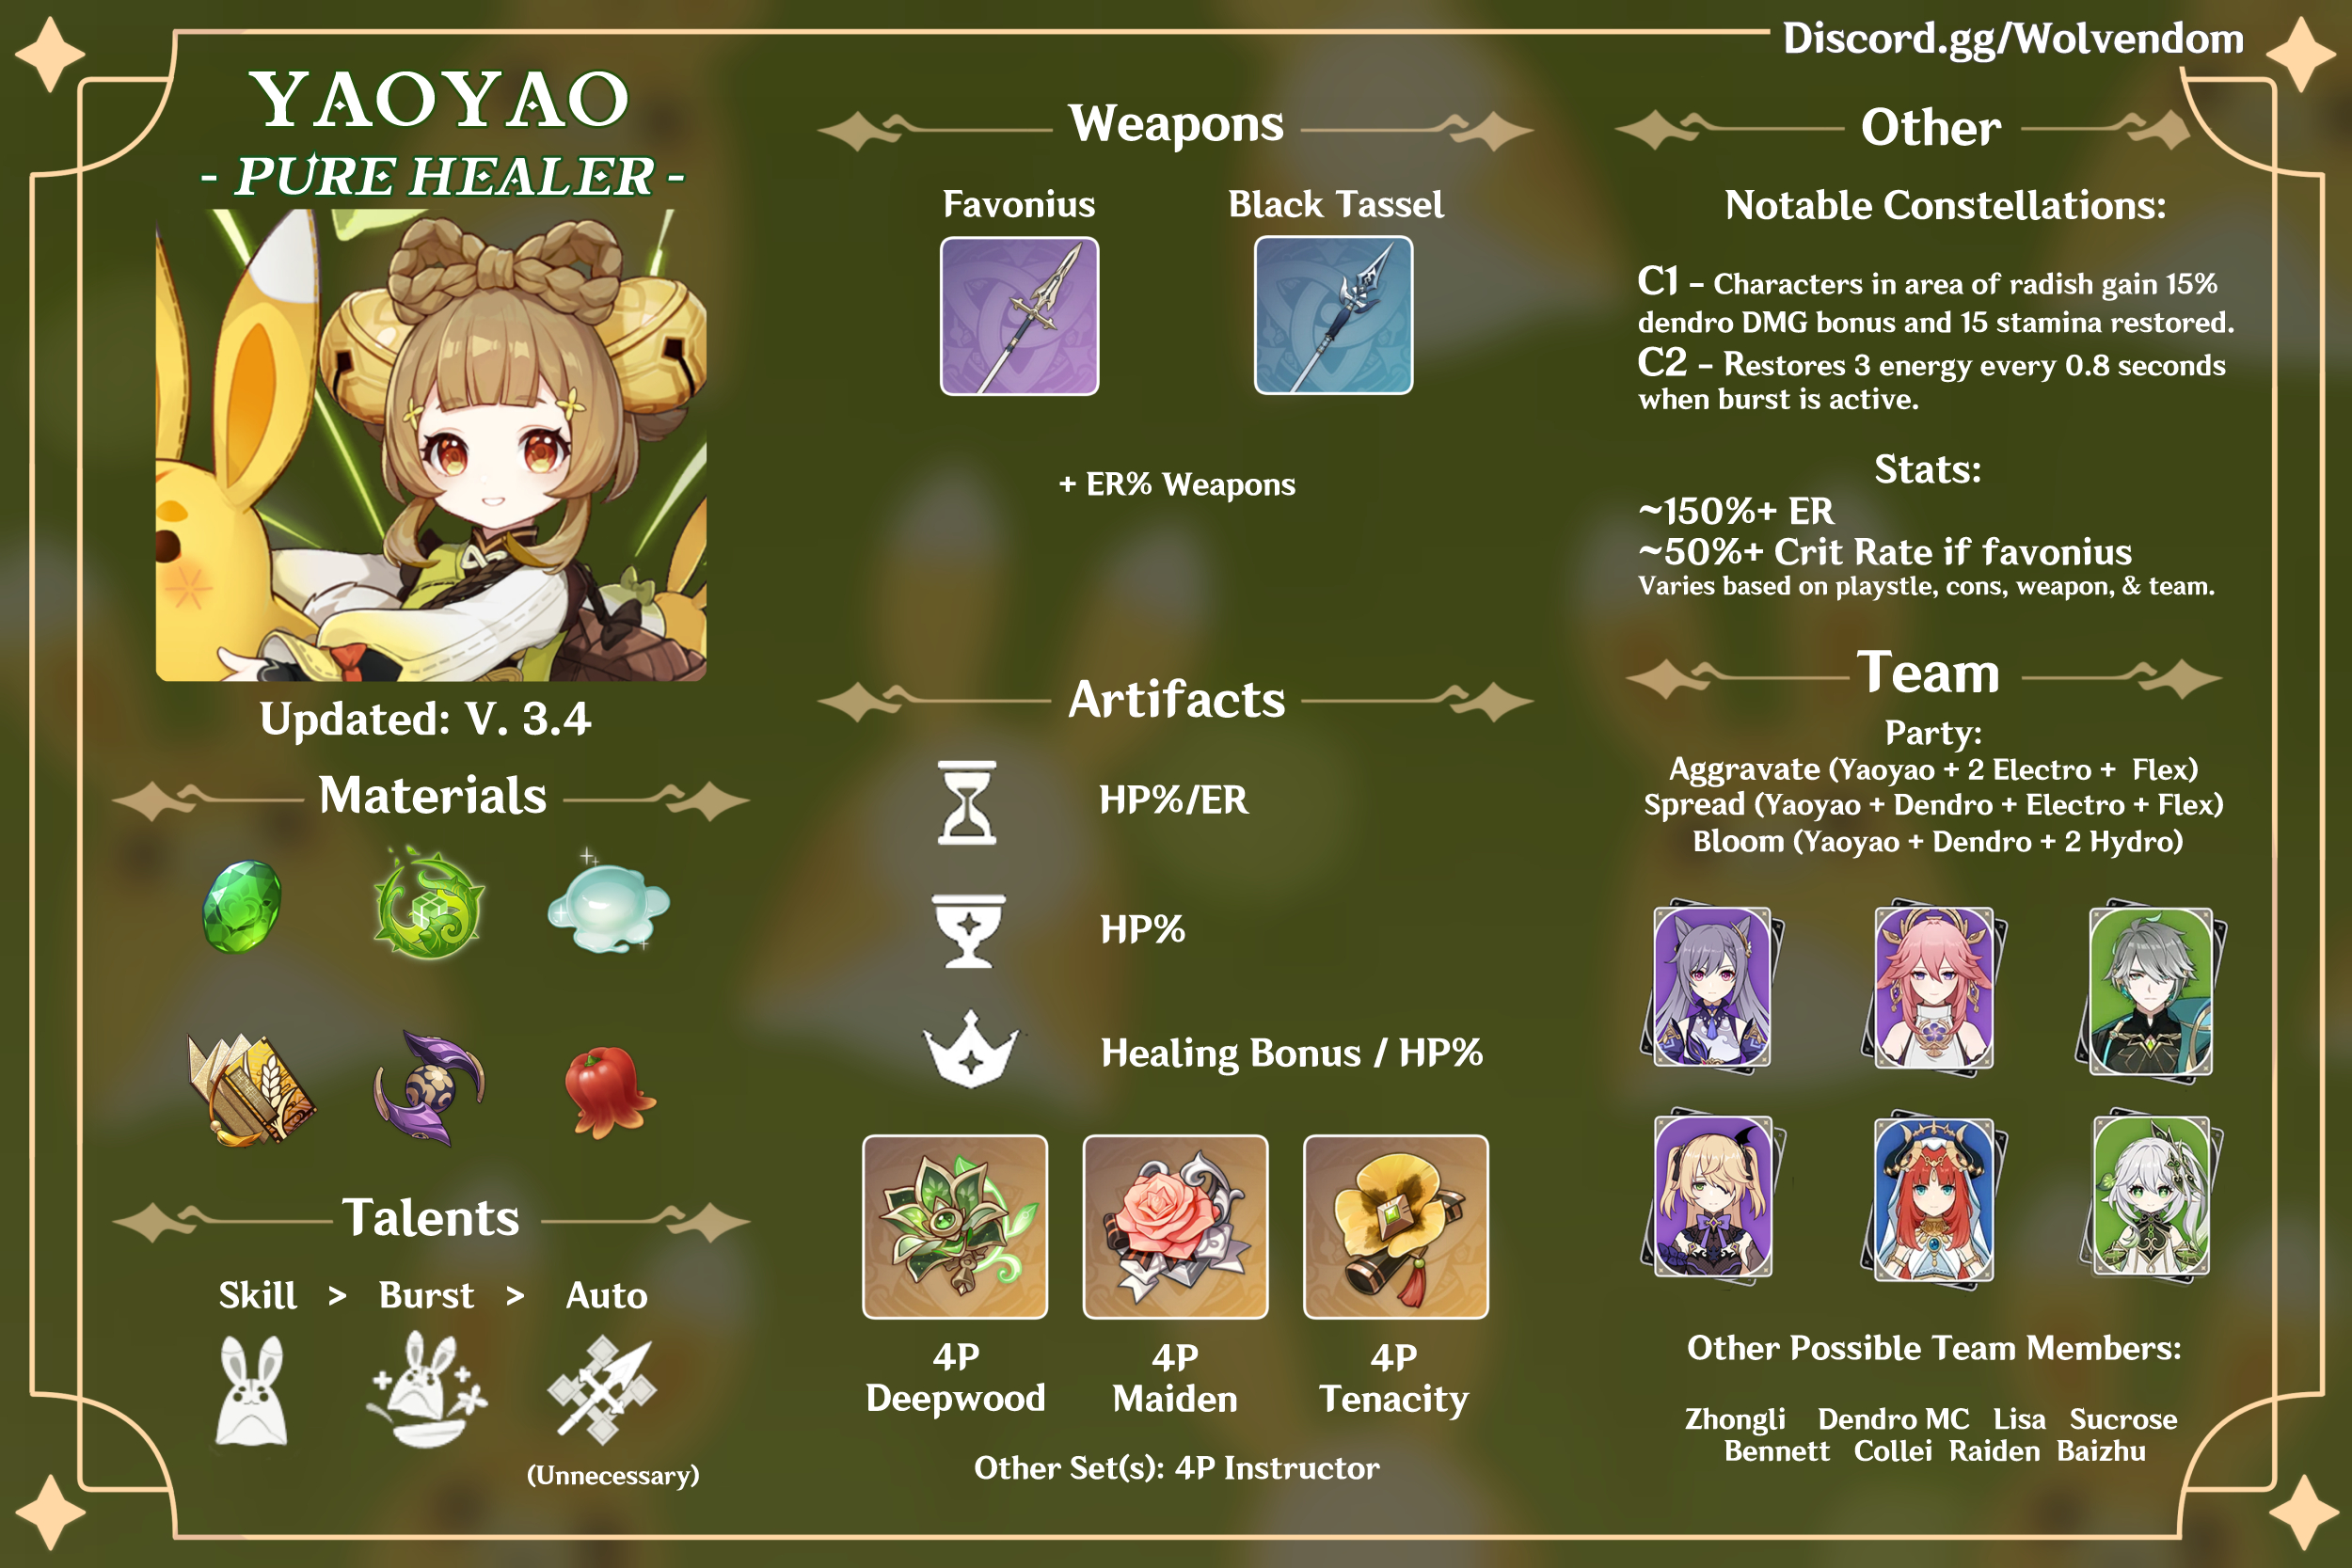 Discord.gg/Wolvendom
YAOYAO
- PURE HEALER -
Updated: V. 3.4
Materials
Talents
Skill > Burst > Auto
(Unnecessary)
Weapons
Favonius
Black Tassel
+ ER% Weapons
Artifacts
HP%/ER
HP%
Healing Bonus / HP%
4P
Deepwood
4P
Maiden
4P
Tenacity
Other Set(s): 4P Instructor
Other
Notable Constellations:
C1 - Characters in area of radish gain 15%
dendro DMG bonus and 15 stamina restored.
C2 - Restores 3 energy every 0.8 seconds
when burst is active.
Stats:
~150%+ ER
~50%+ Crit Rate if favonius
Varies based on playstle, cons, weapon, & team.
Team
Party:
Aggravate (Yaoyao + 2 Electro + Flex)
Spread (Yaoyao + Dendro + Electro + Flex)
Bloom (Yaoyao + Dendro + 2 Hydro)
Other Possible Team Members:
Zhongli Dendro MC Lisa Sucrose
Bennett Collei Raiden Baizhu